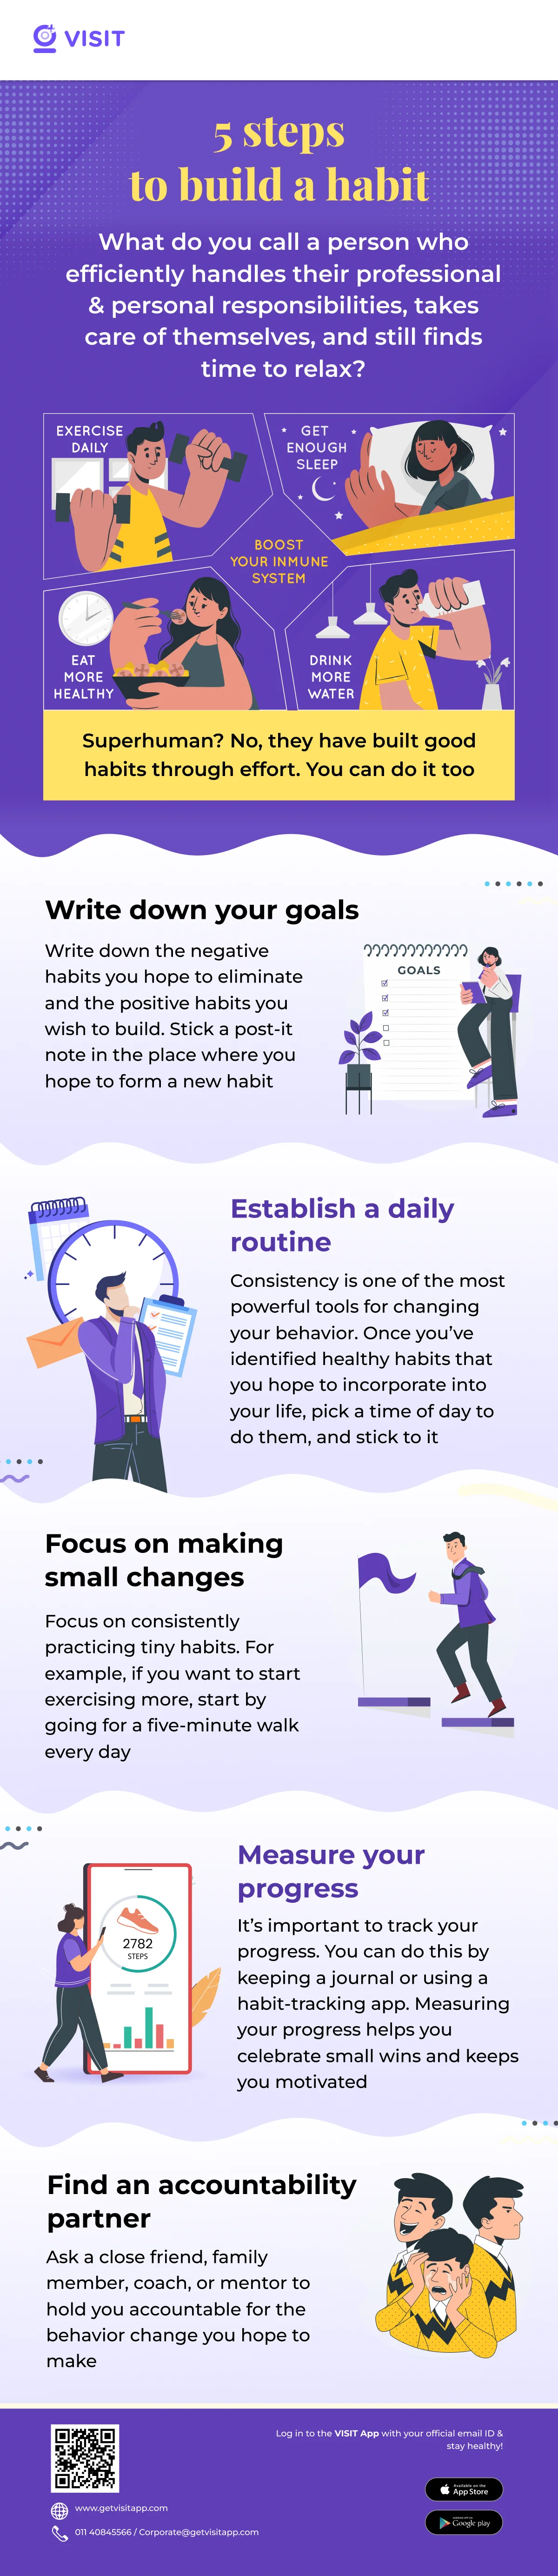 VISIT
5 steps
to build a habit
What do you call a person who
efficiently handles their professional
& personal responsibilities, takes
care of themselves, and still finds
time to relax?
EXERCISE
DAILY
GET
ENOUGH
SLEEP
BOOST
YOUR INMUNE
SYSTEM
EAT
MORE
HEALTHY
DRINK
MORE
WATER
Superhuman? No, they have built good
habits through effort. You can do it too
Write down your goals
Write down the negative
habits you hope to eliminate
and the positive habits you
wish to build. Stick a post-it
note in the place where you
hope to form a new habit
GOALS
Establish a daily
routine
Consistency is one of the most
powerful tools for changing
your behavior. Once you’ve
identified healthy habits that
you hope to incorporate into
your life, pick a time of day to
do them, and stick to it
Focus on making
small changes
Focus on consistently
practicing tiny habits. For
example, if you want to start
exercising more, start by
going for a five-minute walk
every day
2782
STEPS
Measure your
progress
It’s important to track your
progress. You can do this by
keeping a journal or using a
habit-tracking app. Measuring
your progress helps you
celebrate small wins and keeps
you motivated
Find an accountability
partner
Ask a close friend, family
member, coach, or mentor to
hold you accountable for the
behavior change you hope to
make
Log in to the VISIT App with your official email ID &
stay healthy!
www.getvisitapp.com
011 40845566 / Corporate@getvisitapp.com
Available on the
App Store
Google play